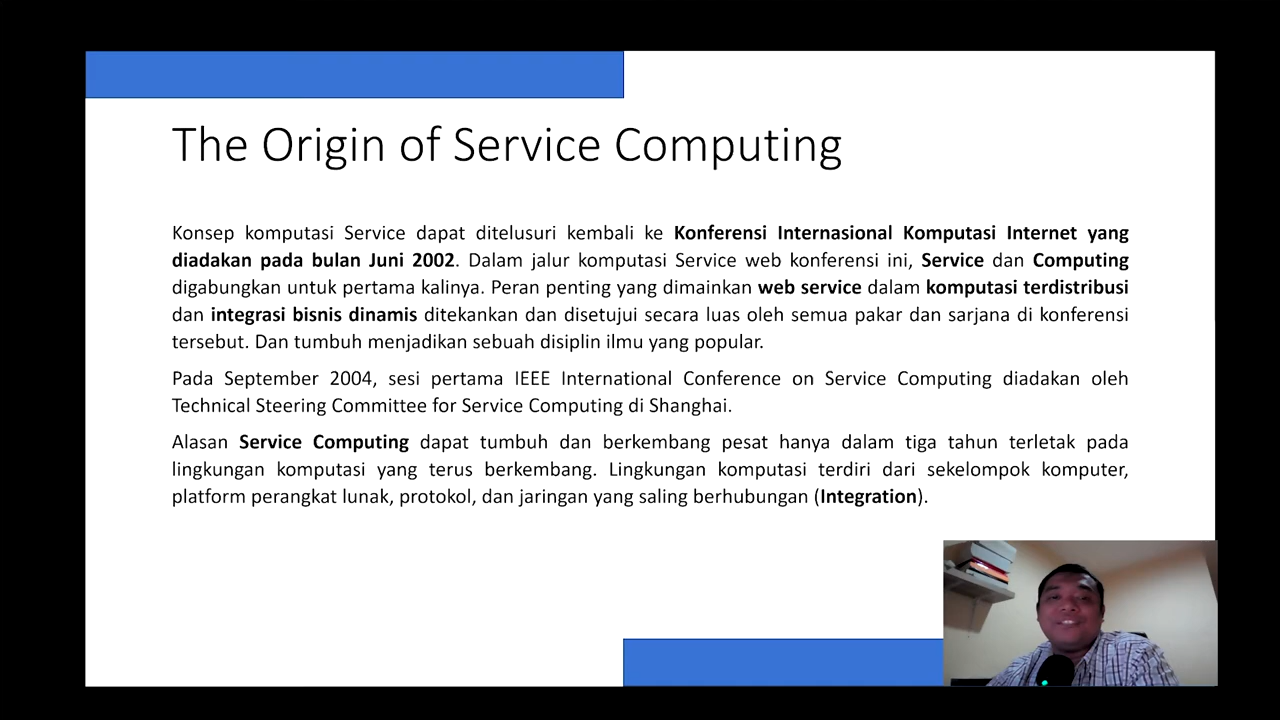 The Origin of Service Computing
Konsep komputasi Service dapat ditelusuri kembali ke Konferensi Internasional Komputasi Internet yang
diadakan pada bulan Juni 2002. Dalam jalur komputasi Service web konferensi ini, Service dan Computing
digabungkan untuk pertama kalinya. Peran penting yang dimainkan web service dalam komputasi terdistribusi
dan integrasi bisnis dinamis ditekankan dan disetujui secara luas oleh semua pakar dan sarjana di konferensi
tersebut. Dan tumbuh menjadikan sebuah disiplin ilmu yang popular.
Pada September 2004, sesi pertama IEEE International Conference on Service Computing diadakan oleh
Technical Steering Committee for Service Computing di Shanghai.
Alasan Service Computing dapat tumbuh dan berkembang pesat hanya dalam tiga tahun terletak pada
lingkungan komputasi yang terus berkembang. Lingkungan komputasi terdiri dari sekelompok komputer,
platform perangkat lunak, protokol, dan jaringan yang saling berhubungan (Integration).